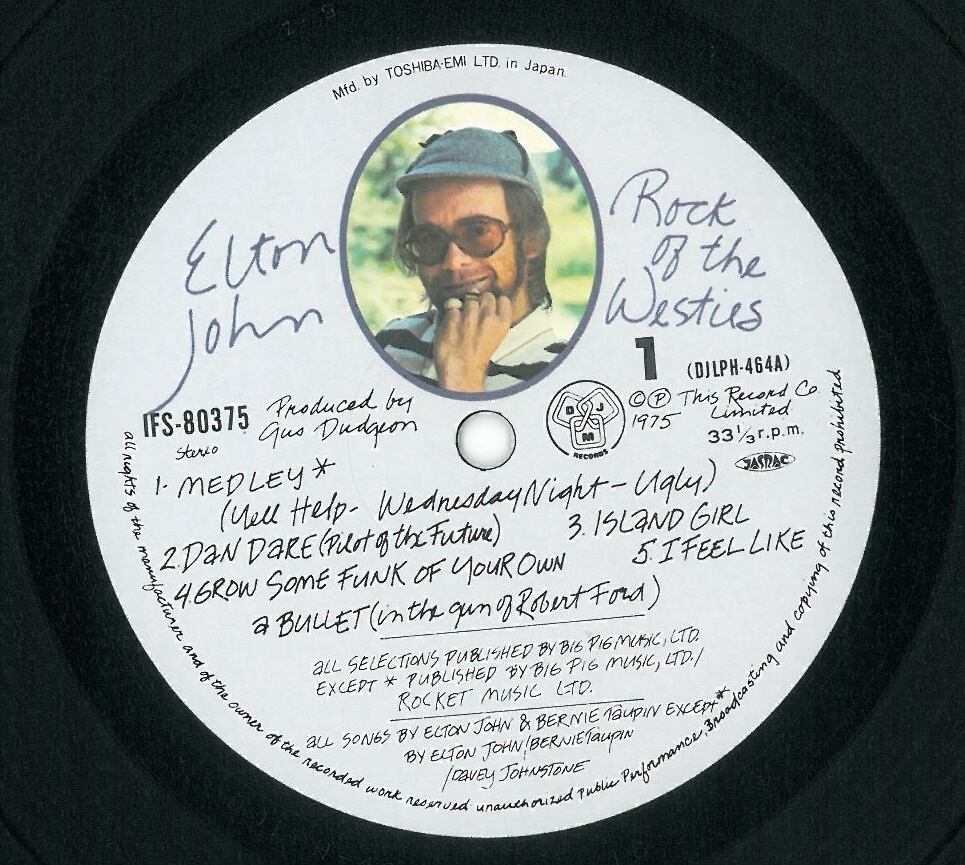 Mfd. by TOSHIBA-EMI LTD. in Japan.
Elton
John
Rock
Of the
Westies
1
(DJLPH-464A)
IFS-80375
Stereo
Produced by
Gus Dudgeon
DJM
RECORDS
©Ⓟ This Record Co.
1975 Limited.
33 1/3 r.p.m.
JASRAC
1. MEDLEY*
(Yell Help - Wednesday Night - Ugly)
2. DAN DARE (Pilot of the Future)
3. ISLAND GIRL
4. GROW SOME FUNK OF YOUR OWN
5. I FEEL LIKE
a BULLET (in the gun of Robert Ford)
all SELECTIONS PUBLISHED BY BIG PIG MUSIC, LTD.
EXCEPT * PUBLISHED BY BIG PIG MUSIC, LTD./
ROCKET MUSIC LTD.
all SONGS BY ELTON JOHN & BERNIE TAUPIN EXCEPT *
BY ELTON JOHN/BERNIE TAUPIN
/DAVEY JOHNSTONE
all rights of the manufacturer and of the owner of the recorded work reserved unauthorized Public Performance, Broadcasting and copying of this record prohibited